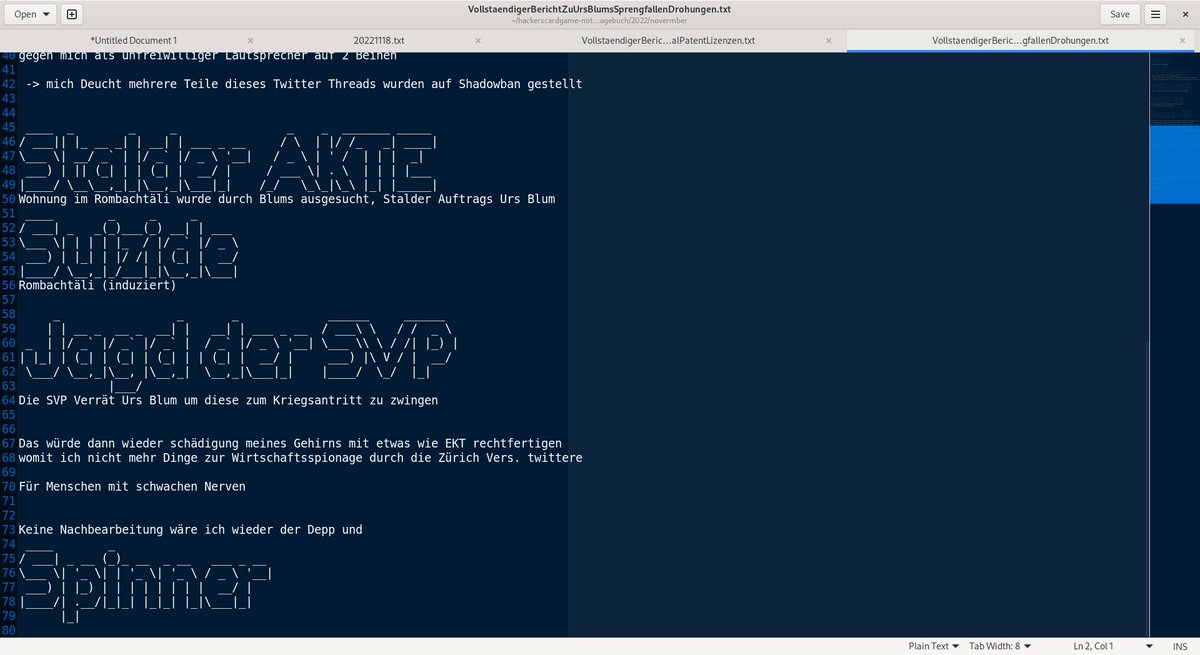 Open
VollstaendigerBerichtZuUrsBlumsSprengfallenDrohungen.txt
~/hackerscardgame-not...agebuch/2022/novermber
Save
*Untitled Document 1
20221118.txt
VollstaendigerBeric...alPatentLizenzen.txt
VollstaendigerBeric...gfallenDrohungen.txt
40 gegen mich als unfreiwilliger Lautsprecher auf 2 Beinen
41
42 -> mich Deucht mehrere Teile dieses Twitter Threads wurden auf Shadowban gestellt
43
44
45
46
47 Stalder AKTE
48
49
50 Wohnung im Rombachtäli wurde durch Blums ausgesucht, Stalder Auftrags Urs Blum
51
52
53 Suizide
54
55
56 Rombachtäli (induziert)
57
58
59
60 Jagd der SVP
61
62
63
64 Die SVP Verrät Urs Blum um diese zum Kriegsantritt zu zwingen
65
66
67 Das würde dann wieder schädigung meines Gehirns mit etwas wie EKT rechtfertigen
68 womit ich nicht mehr Dinge zur Wirtschaftsspionage durch die Zürich Vers. twittere
69
70 Für Menschen mit schwachen Nerven
71
72
73 Keine Nachbearbeitung wäre ich wieder der Depp und
74
75
76 Spinner
77
78
79
80
Plain Text
Tab Width: 8
Ln 2, Col 1
INS